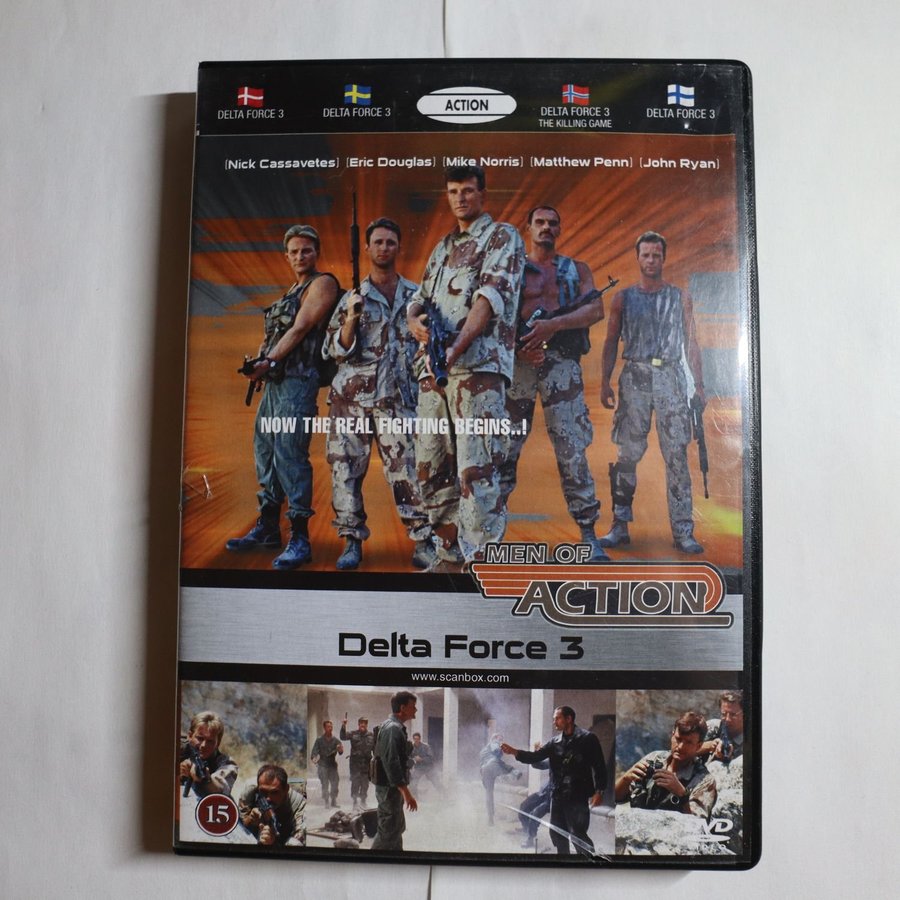 DELTA FORCE 3
DELTA FORCE 3
ACTION
DELTA FORCE 3
THE KILLING GAME
DELTA FORCE 3
(Nick Cassavetes) (Eric Douglas) (Mike Norris) (Matthew Penn) (John Ryan)
NOW THE REAL FIGHTING BEGINS..!
MEN OF
ACTION
Delta Force 3
www.scanbox.com
15
DVD